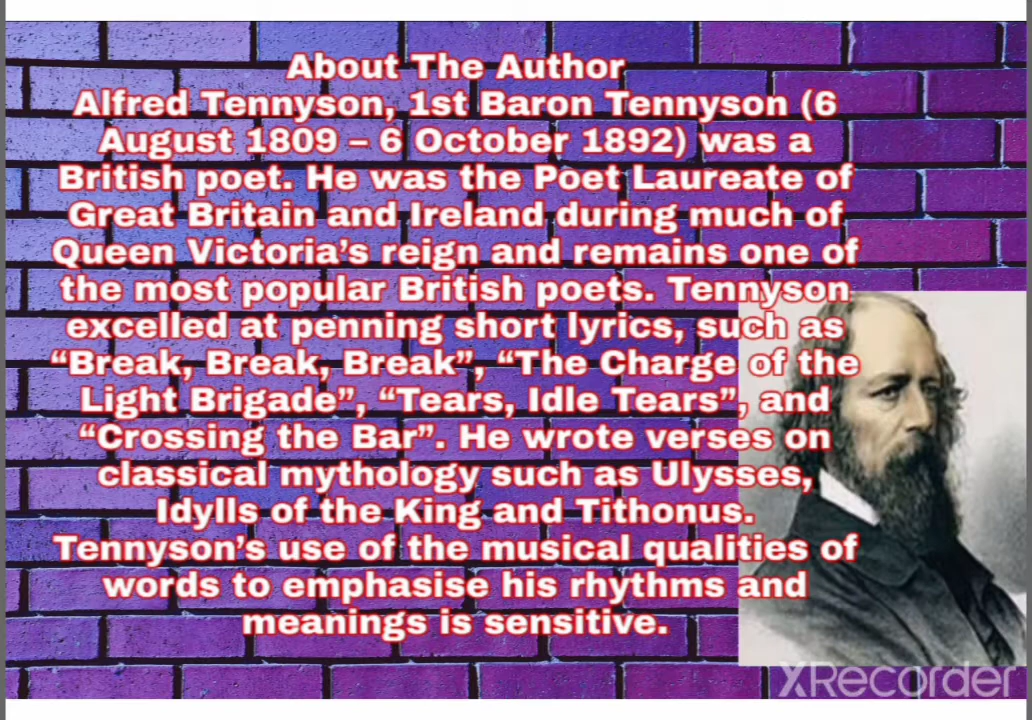 About The Author
Alfred Tennyson, 1st Baron Tennyson (6
August 1809 – 6 October 1892) was a
British poet. He was the Poet Laureate of
Great Britain and Ireland during much of
Queen Victoria’s reign and remains one of
the most popular British poets. Tennyson
excelled at penning short lyrics, such as
“Break, Break, Break”, “The Charge of the
Light Brigade”, “Tears, Idle Tears”, and
“Crossing the Bar”. He wrote verses on
classical mythology such as Ulysses,
Idylls of the King and Tithonus.
Tennyson’s use of the musical qualities of
words to emphasise his rhythms and
meanings is sensitive.
XRecorder